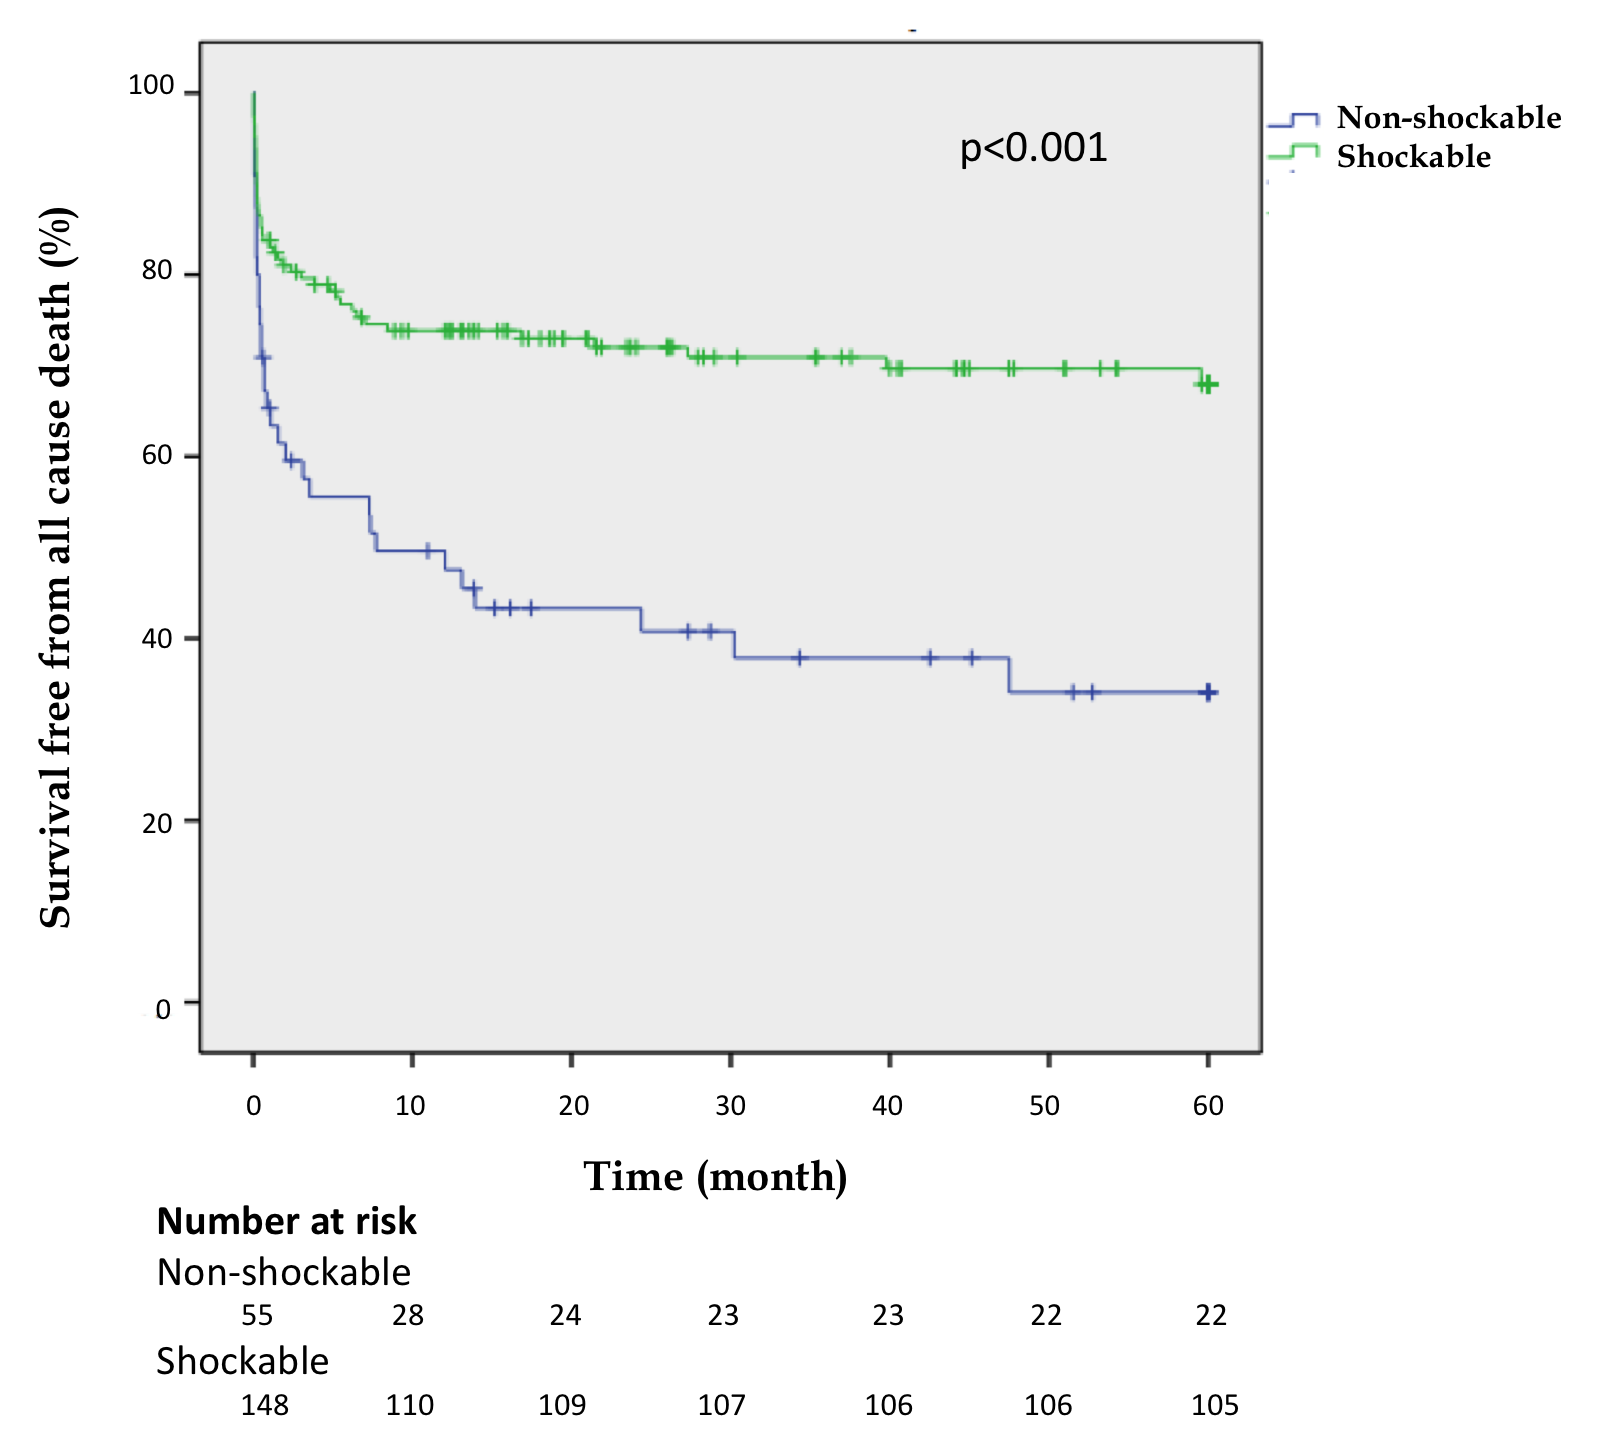 100
80
60
40
20
0
Survival free from all cause death (%)
p<0.001
Non-shockable
Shockable
0 10 20 30 40 50 60
Time (month)
Number at risk
Non-shockable
55 28 24 23 23 22 22
Shockable
148 110 109 107 106 106 105